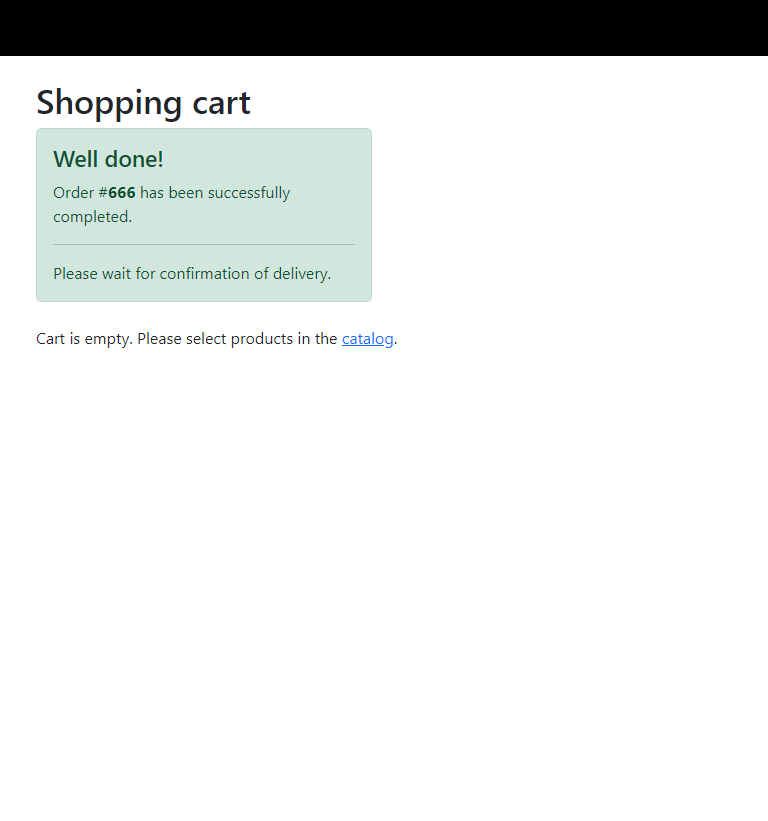 Shopping cart
Well done!
Order #666 has been successfully
completed.
Please wait for confirmation of delivery.
Cart is empty. Please select products in the catalog.